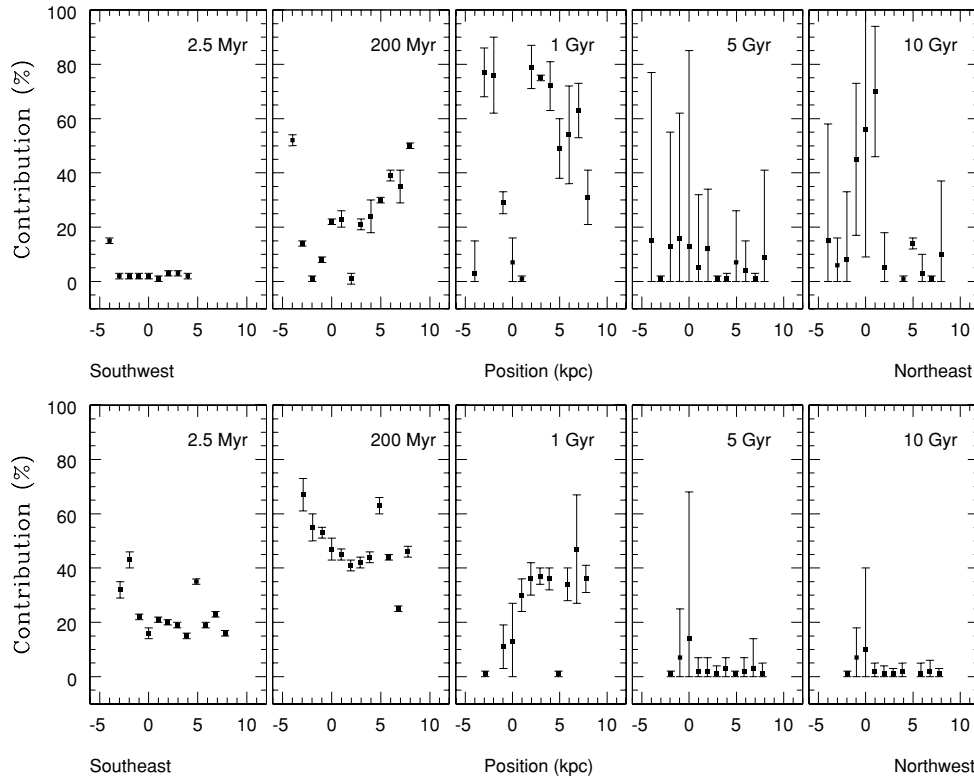 100
80
60
40
20
0
Contribution (%)
2.5 Myr
200 Myr
1 Gyr
5 Gyr
10 Gyr
-5 0 5 10 -5 0 5 10 -5 0 5 10 -5 0 5 10 -5 0 5 10
Southwest Position (kpc) Northeast
100
80
60
40
20
0
Contribution (%)
2.5 Myr
200 Myr
1 Gyr
5 Gyr
10 Gyr
-5 0 5 10 -5 0 5 10 -5 0 5 10 -5 0 5 10 -5 0 5 10
Southeast Position (kpc) Northwest